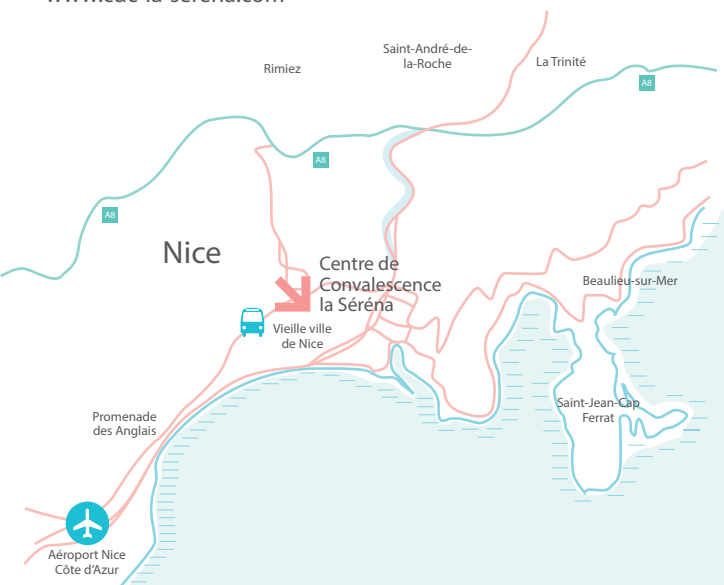 Saint-André-de-
la-Roche
Rimiez
La Trinité
A8
A8
A8
Nice
Centre de
Convalescence
la Séréna
Beaulieu-sur-Mer
Vieille ville
de Nice
Saint-Jean-Cap
Ferrat
Promenade
des Anglais
Aéroport Nice
Côte d’Azur